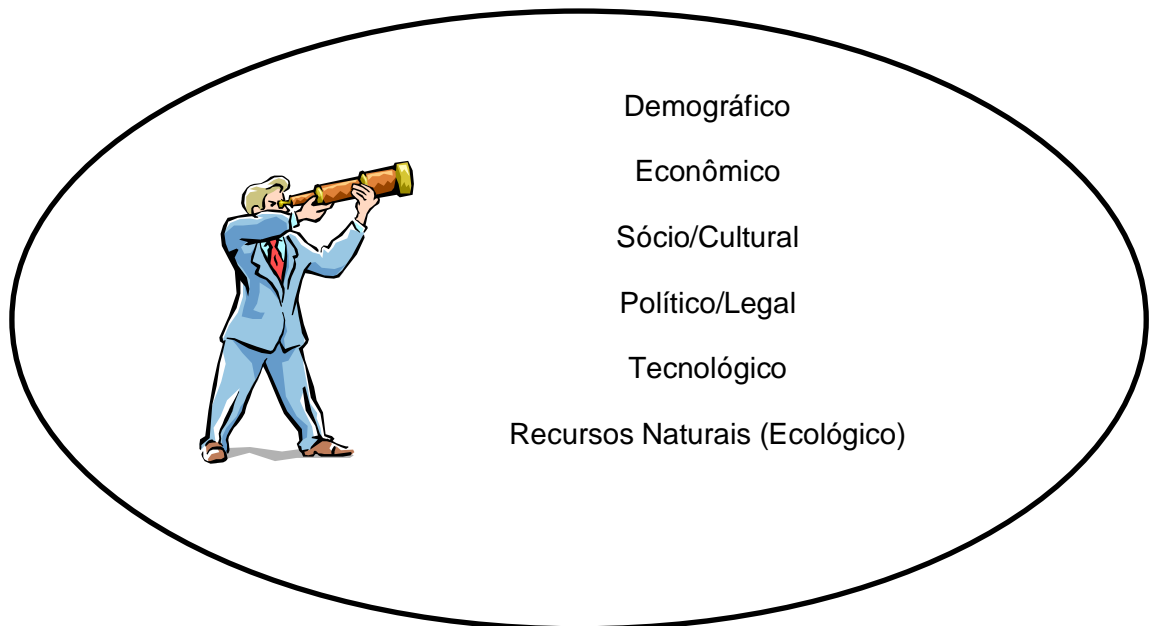 Demográfico
Econômico
Sócio/Cultural
Político/Legal
Tecnológico
Recursos Naturais (Ecológico)